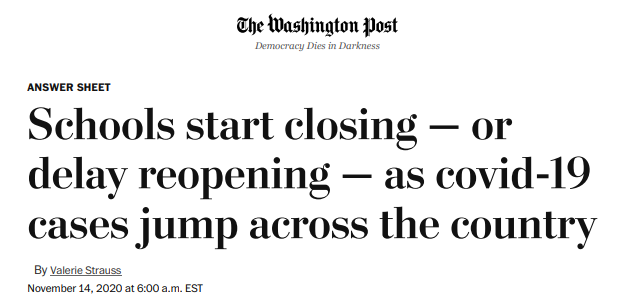 The Washington Post
Democracy Dies in Darkness
ANSWER SHEET
Schools start closing — or
delay reopening — as covid-19
cases jump across the country
By Valerie Strauss
November 14, 2020 at 6:00 a.m. EST